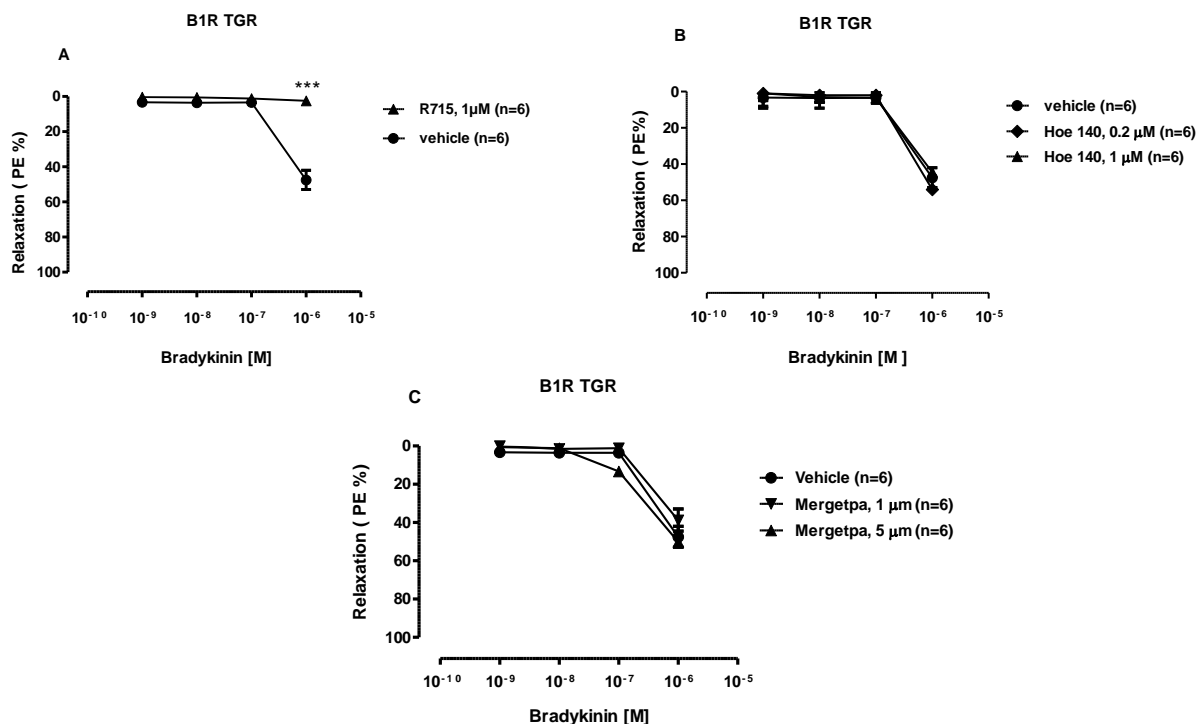 B1R TGR
A
***
0
20
40
60
80
100
Relaxation ( PE %)
10-10 10-9 10-8 10-7 10-6 10-5
Bradykinin [M]
R715, 1µM (n=6)
vehicle (n=6)
B1R TGR
B
0
20
40
60
80
100
Relaxation ( PE%)
10-10 10-9 10-8 10-7 10-6 10-5
Bradykinin [M ]
vehicle (n=6)
Hoe 140, 0.2 µM (n=6)
Hoe 140, 1 µM (n=6)
B1R TGR
C
0
20
40
60
80
100
Relaxation ( PE %)
10-10 10-9 10-8 10-7 10-6 10-5
Bradykinin [M]
Vehicle (n=6)
Mergetpa, 1 µm (n=6)
Mergetpa, 5 µm (n=6)